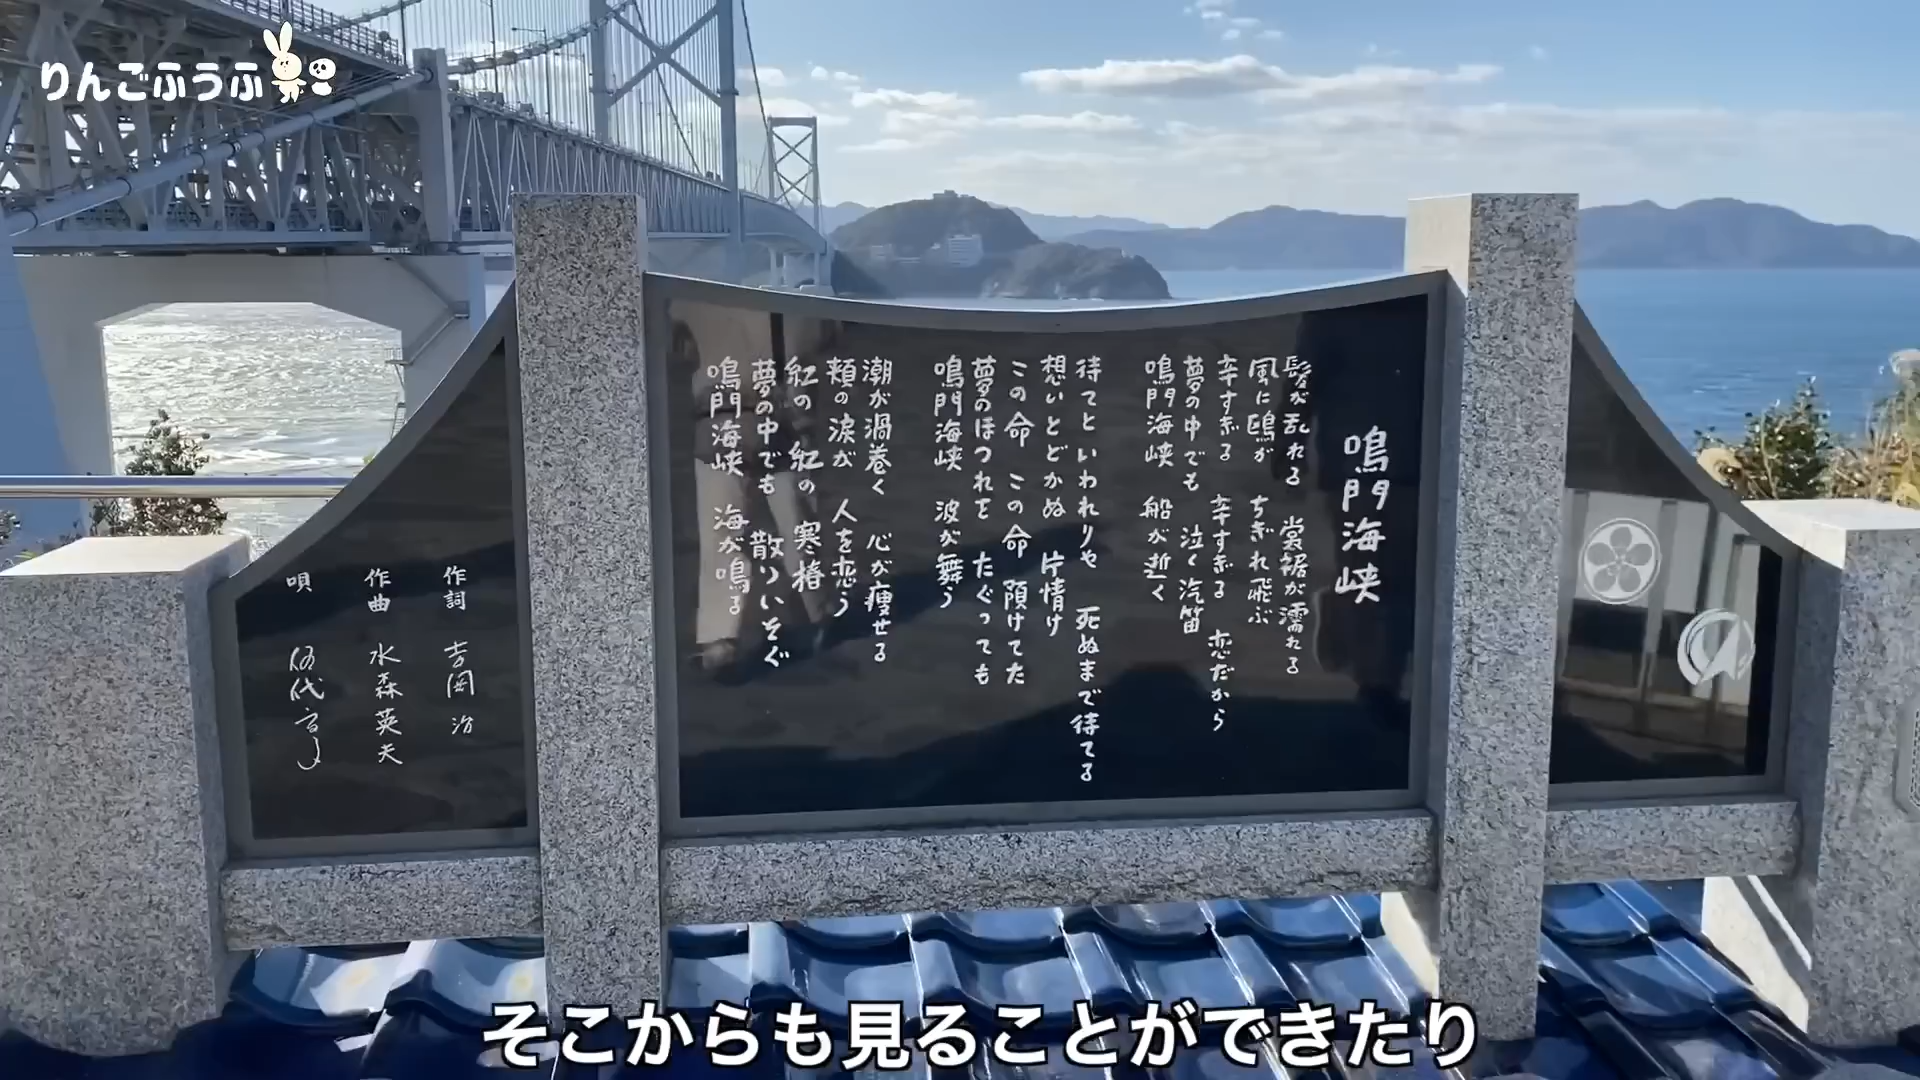 りんごふうふ
鳴門海峡
髪が乱れる 裳裾が濡れる
風に鴎が ちぎれ飛ぶ
辛すぎる 辛すぎる 恋だから
夢の中でも 泣く汽笛
鳴門海峡 船が逝く
待てといわれりゃ 死ぬまで待てる
想いとどかぬ 片情け
この命 この命 預けてた
夢のほつれを たぐっても
鳴門海峡 波が舞う
潮が渦巻く 心が痩せる
頬の涙が 人を恋う
紅の 紅の 寒椿
夢の中でも 散りいそぐ
鳴門海峡 海が鳴る
作詞 吉岡 治
作曲 水森英夫
唄 伍代夏子
そこからも見ることができたり